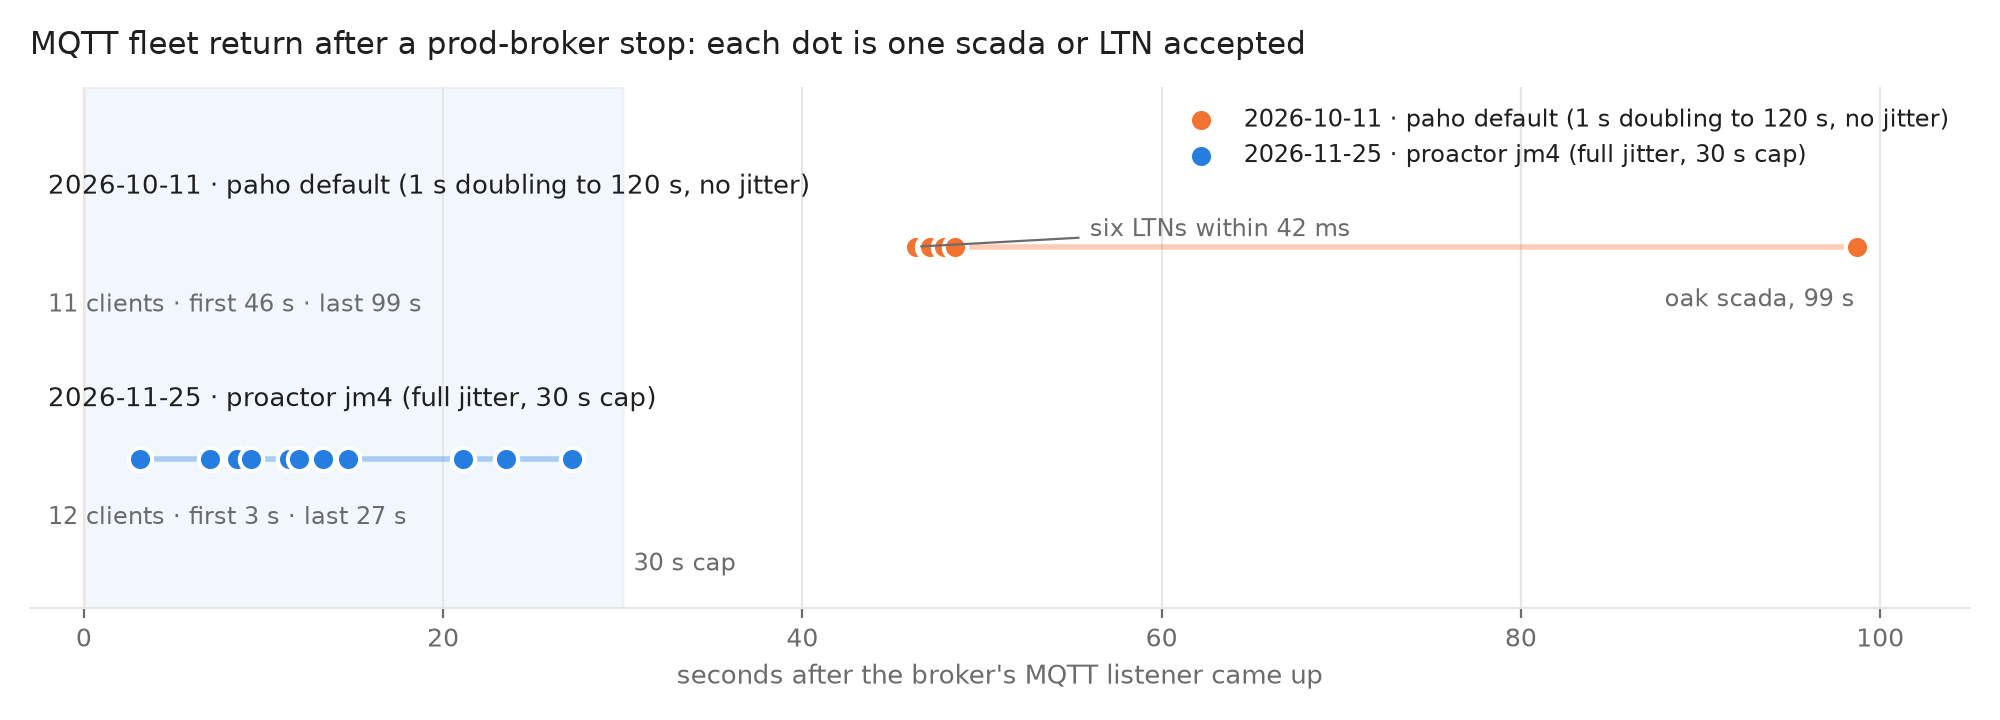 MQTT fleet return after a prod-broker stop: each dot is one scada or LTN accepted
2026-10-11 · paho default (1 s doubling to 120 s, no jitter)
2026-11-25 · proactor jm4 (full jitter, 30 s cap)
2026-10-11 · paho default (1 s doubling to 120 s, no jitter)
six LTNs within 42 ms
11 clients · first 46 s · last 99 s
oak scada, 99 s
2026-11-25 · proactor jm4 (full jitter, 30 s cap)
12 clients · first 3 s · last 27 s
30 s cap
0 20 40 60 80 100
seconds after the broker's MQTT listener came up